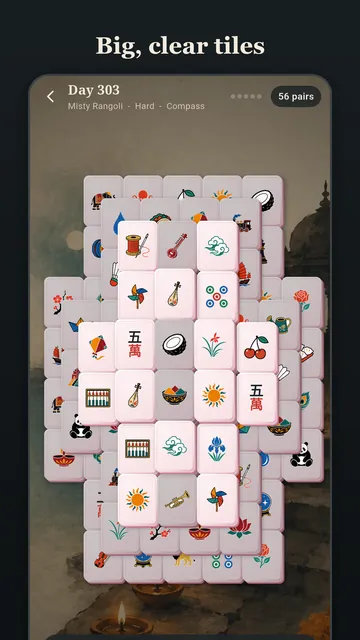 Big, clear tiles
Day 303
Misty Rangoli - Hard - Compass
56 pairs
五
萬
五
萬